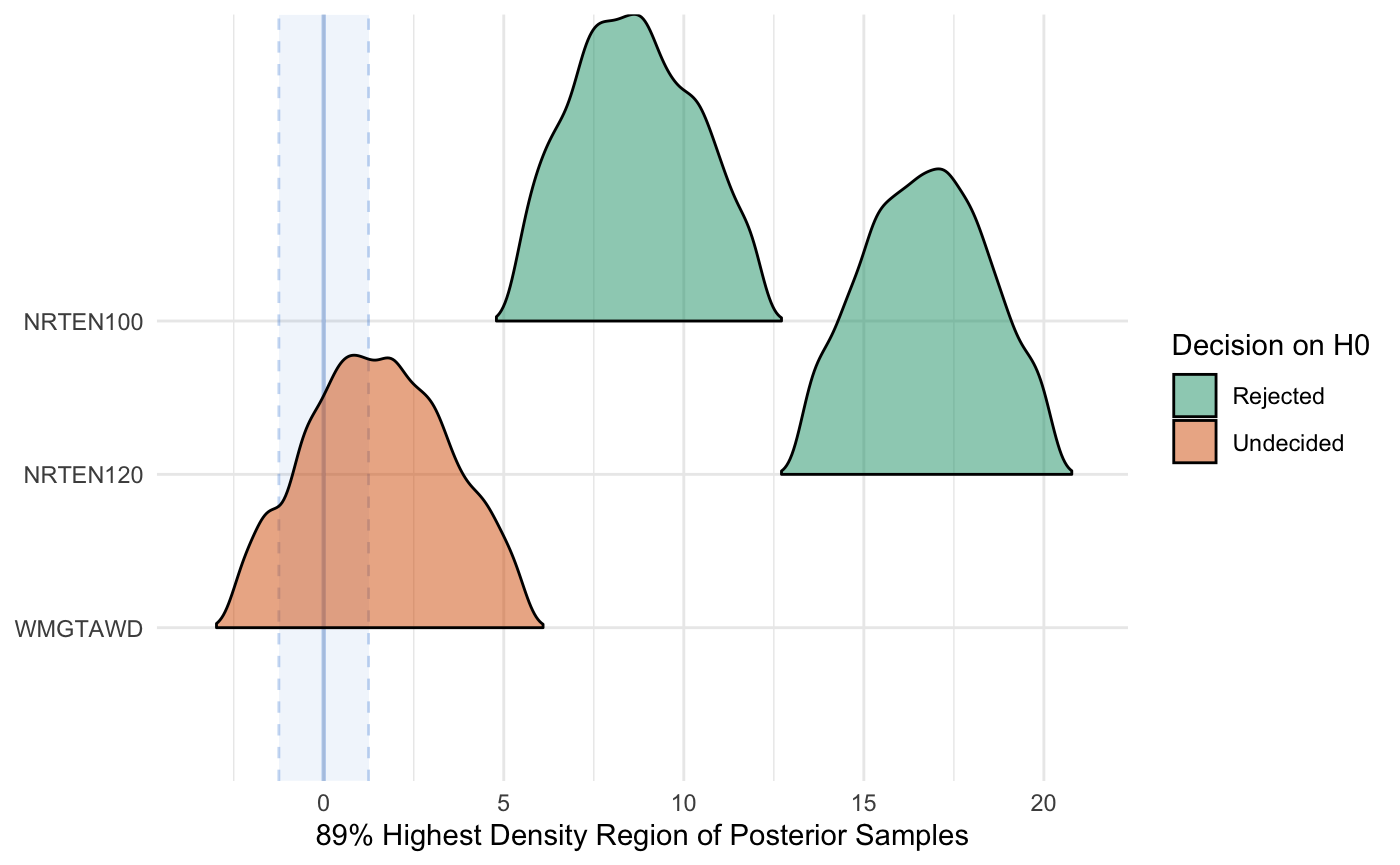 NRTEN100
NRTEN120
WMGTAWD
0 5 10 15 20
89% Highest Density Region of Posterior Samples
Decision on H0
Rejected
Undecided